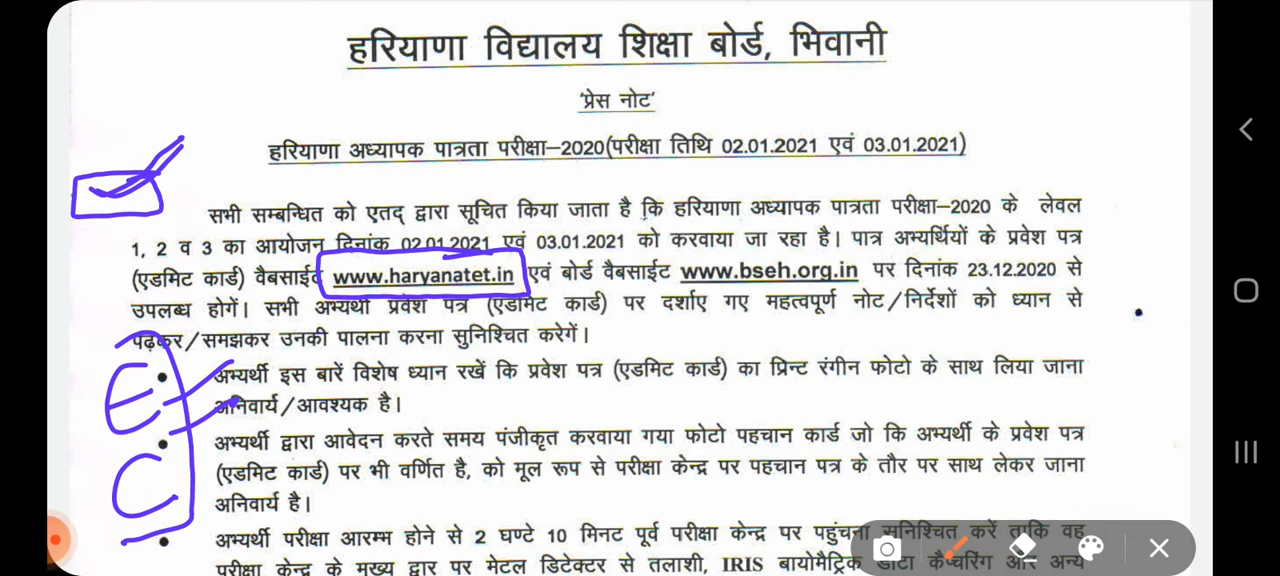 हरियाणा विद्यालय शिक्षा बोर्ड, भिवानी
'प्रेस नोट'
हरियाणा अध्यापक पात्रता परीक्षा–2020(परीक्षा तिथि 02.01.2021 एवं 03.01.2021)
सभी सम्बन्धित को एतद् द्वारा सूचित किया जाता है कि हरियाणा अध्यापक पात्रता परीक्षा–2020 के लेवल
1, 2 व 3 का आयोजन दिनांक 02.01.2021 एवं 03.01.2021 को करवाया जा रहा है। पात्र अभ्यर्थियों के प्रवेश पत्र
(एडमिट कार्ड) वैबसाईट www.haryanatet.in एवं बोर्ड वैबसाईट www.bseh.org.in पर दिनांक 23.12.2020 से
उपलब्ध होगें। सभी अभ्यर्थी प्रवेश पत्र (एडमिट कार्ड) पर दर्शाए गए महत्वपूर्ण नोट/निर्देशों को ध्यान से
पढ़कर/समझकर उनकी पालना करना सुनिश्चित करेगें।
• अभ्यर्थी इस बारें विशेष ध्यान रखें कि प्रवेश पत्र (एडमिट कार्ड) का प्रिन्ट रंगीन फोटो के साथ लिया जाना
अनिवार्य/आवश्यक है।
• अभ्यर्थी द्वारा आवेदन करते समय पंजीकृत करवाया गया फोटो पहचान कार्ड जो कि अभ्यर्थी के प्रवेश पत्र
(एडमिट कार्ड) पर भी वर्णित है, को मूल रूप से परीक्षा केन्द्र पर पहचान पत्र के तौर पर साथ लेकर जाना
अनिवार्य है।
• अभ्यर्थी परीक्षा आरम्भ होने से 2 घण्टे 10 मिनट पूर्व परीक्षा केन्द्र पर पहुंचना सुनिश्चित करें ताकि वह
परीक्षा केन्द्र के मुख्य द्वार पर मेटल डिटेक्टर से तलाशी, IRIS बायोमैट्रिक डाटा कैप्चरिंग और अन्य
E
C